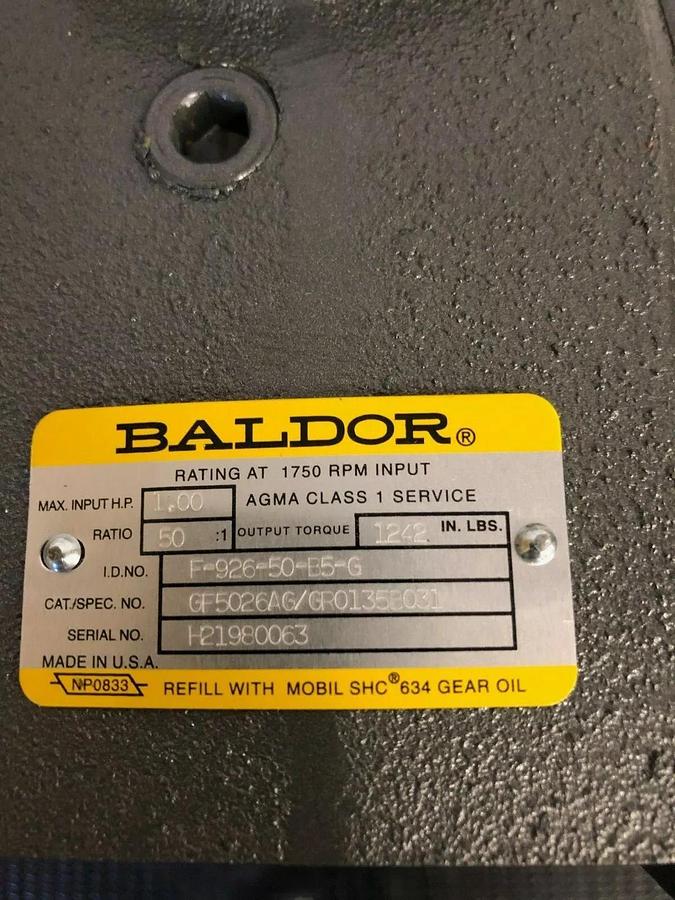 BALDOR®
RATING AT 1750 RPM INPUT
MAX. INPUT H.P. 1.00 AGMA CLASS 1 SERVICE
RATIO 50 :1 OUTPUT TORQUE 1242 IN. LBS.
I.D.NO. F-926-50-B5-G
CAT./SPEC. NO. GF5026AG/GR0135B031
SERIAL NO. H21980063
MADE IN U.S.A.
NP0833 REFILL WITH MOBIL SHC® 634 GEAR OIL